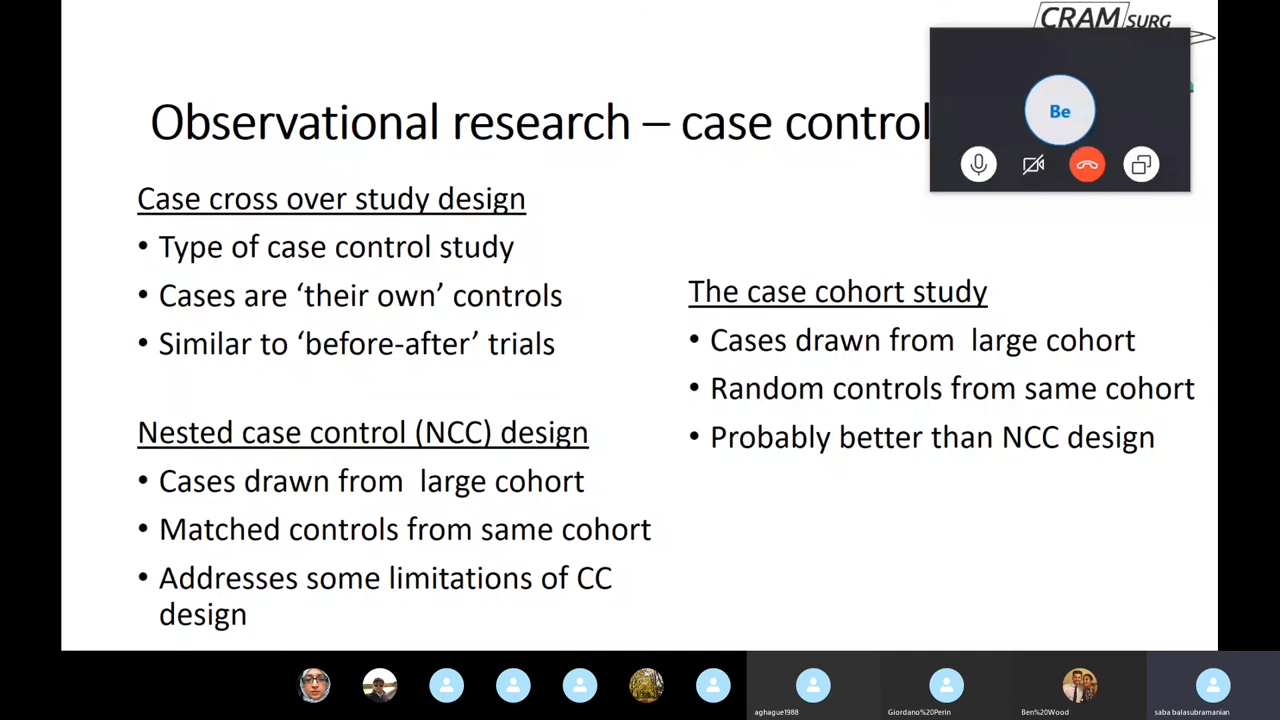 CRAM SURG
Be
Observational research – case control
Case cross over study design
• Type of case control study
• Cases are ‘their own’ controls
• Similar to ‘before-after’ trials
Nested case control (NCC) design
• Cases drawn from large cohort
• Matched controls from same cohort
• Addresses some limitations of CC
design
The case cohort study
• Cases drawn from large cohort
• Random controls from same cohort
• Probably better than NCC design
aghague1988
Giordano%20Perin
Ben%20Wood
saba balasubramanian